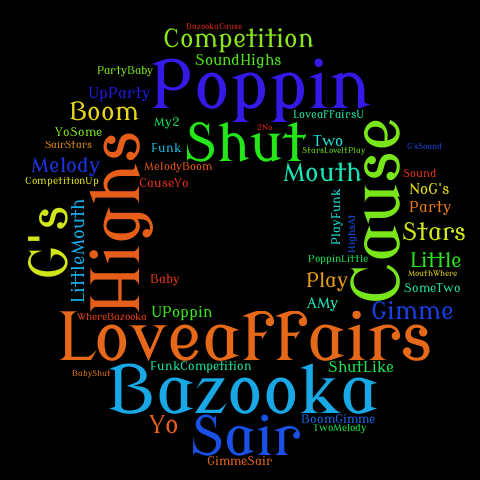 BazookaCause
Competition
SoundHighs
PartyBaby
Poppin
UpParty
Boom
LoveaffairsU
My2
2No
Shut
YoSome
SairStars
Funk
Two
StarsLoveItPlay
G'sSound
Melody
MelodyBoom
Mouth
Sound
CompetitionUp
CauseYo
NoG's
Highs
Cause
LittleMouth
PlayFunk
Party
G's
HighsAt
Stars
PoppinLittle
Little
MouthWhere
Baby
Play
SomeTwo
AMy
UPoppin
Gimme
WhereBazooka
Loveaffairs
FunkCompetition
ShutLike
BabyShut
Bazooka
Yo
Sair
BoomGimme
TwoMelody
GimmeSair